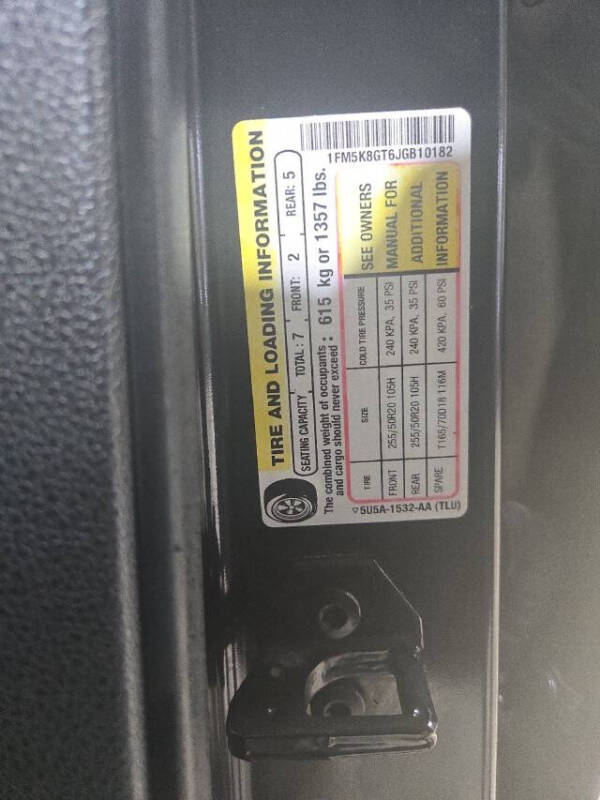 TIRE AND LOADING INFORMATION
SEATING CAPACITY TOTAL : 7 FRONT: 2 REAR: 5
The combined weight of occupants
and cargo should never exceed : 615 kg or 1357 lbs.
1FM5K8GT6JGB10182
TIRE SIZE COLD TIRE PRESSURE SEE OWNERS
FRONT 255/50R20 105H 240 KPA, 35 PSI MANUAL FOR
REAR 255/50R20 105H 240 KPA, 35 PSI ADDITIONAL
SPARE T165/70D18 116M 420 KPA, 60 PSI INFORMATION
5U5A-1532-AA (TLU)